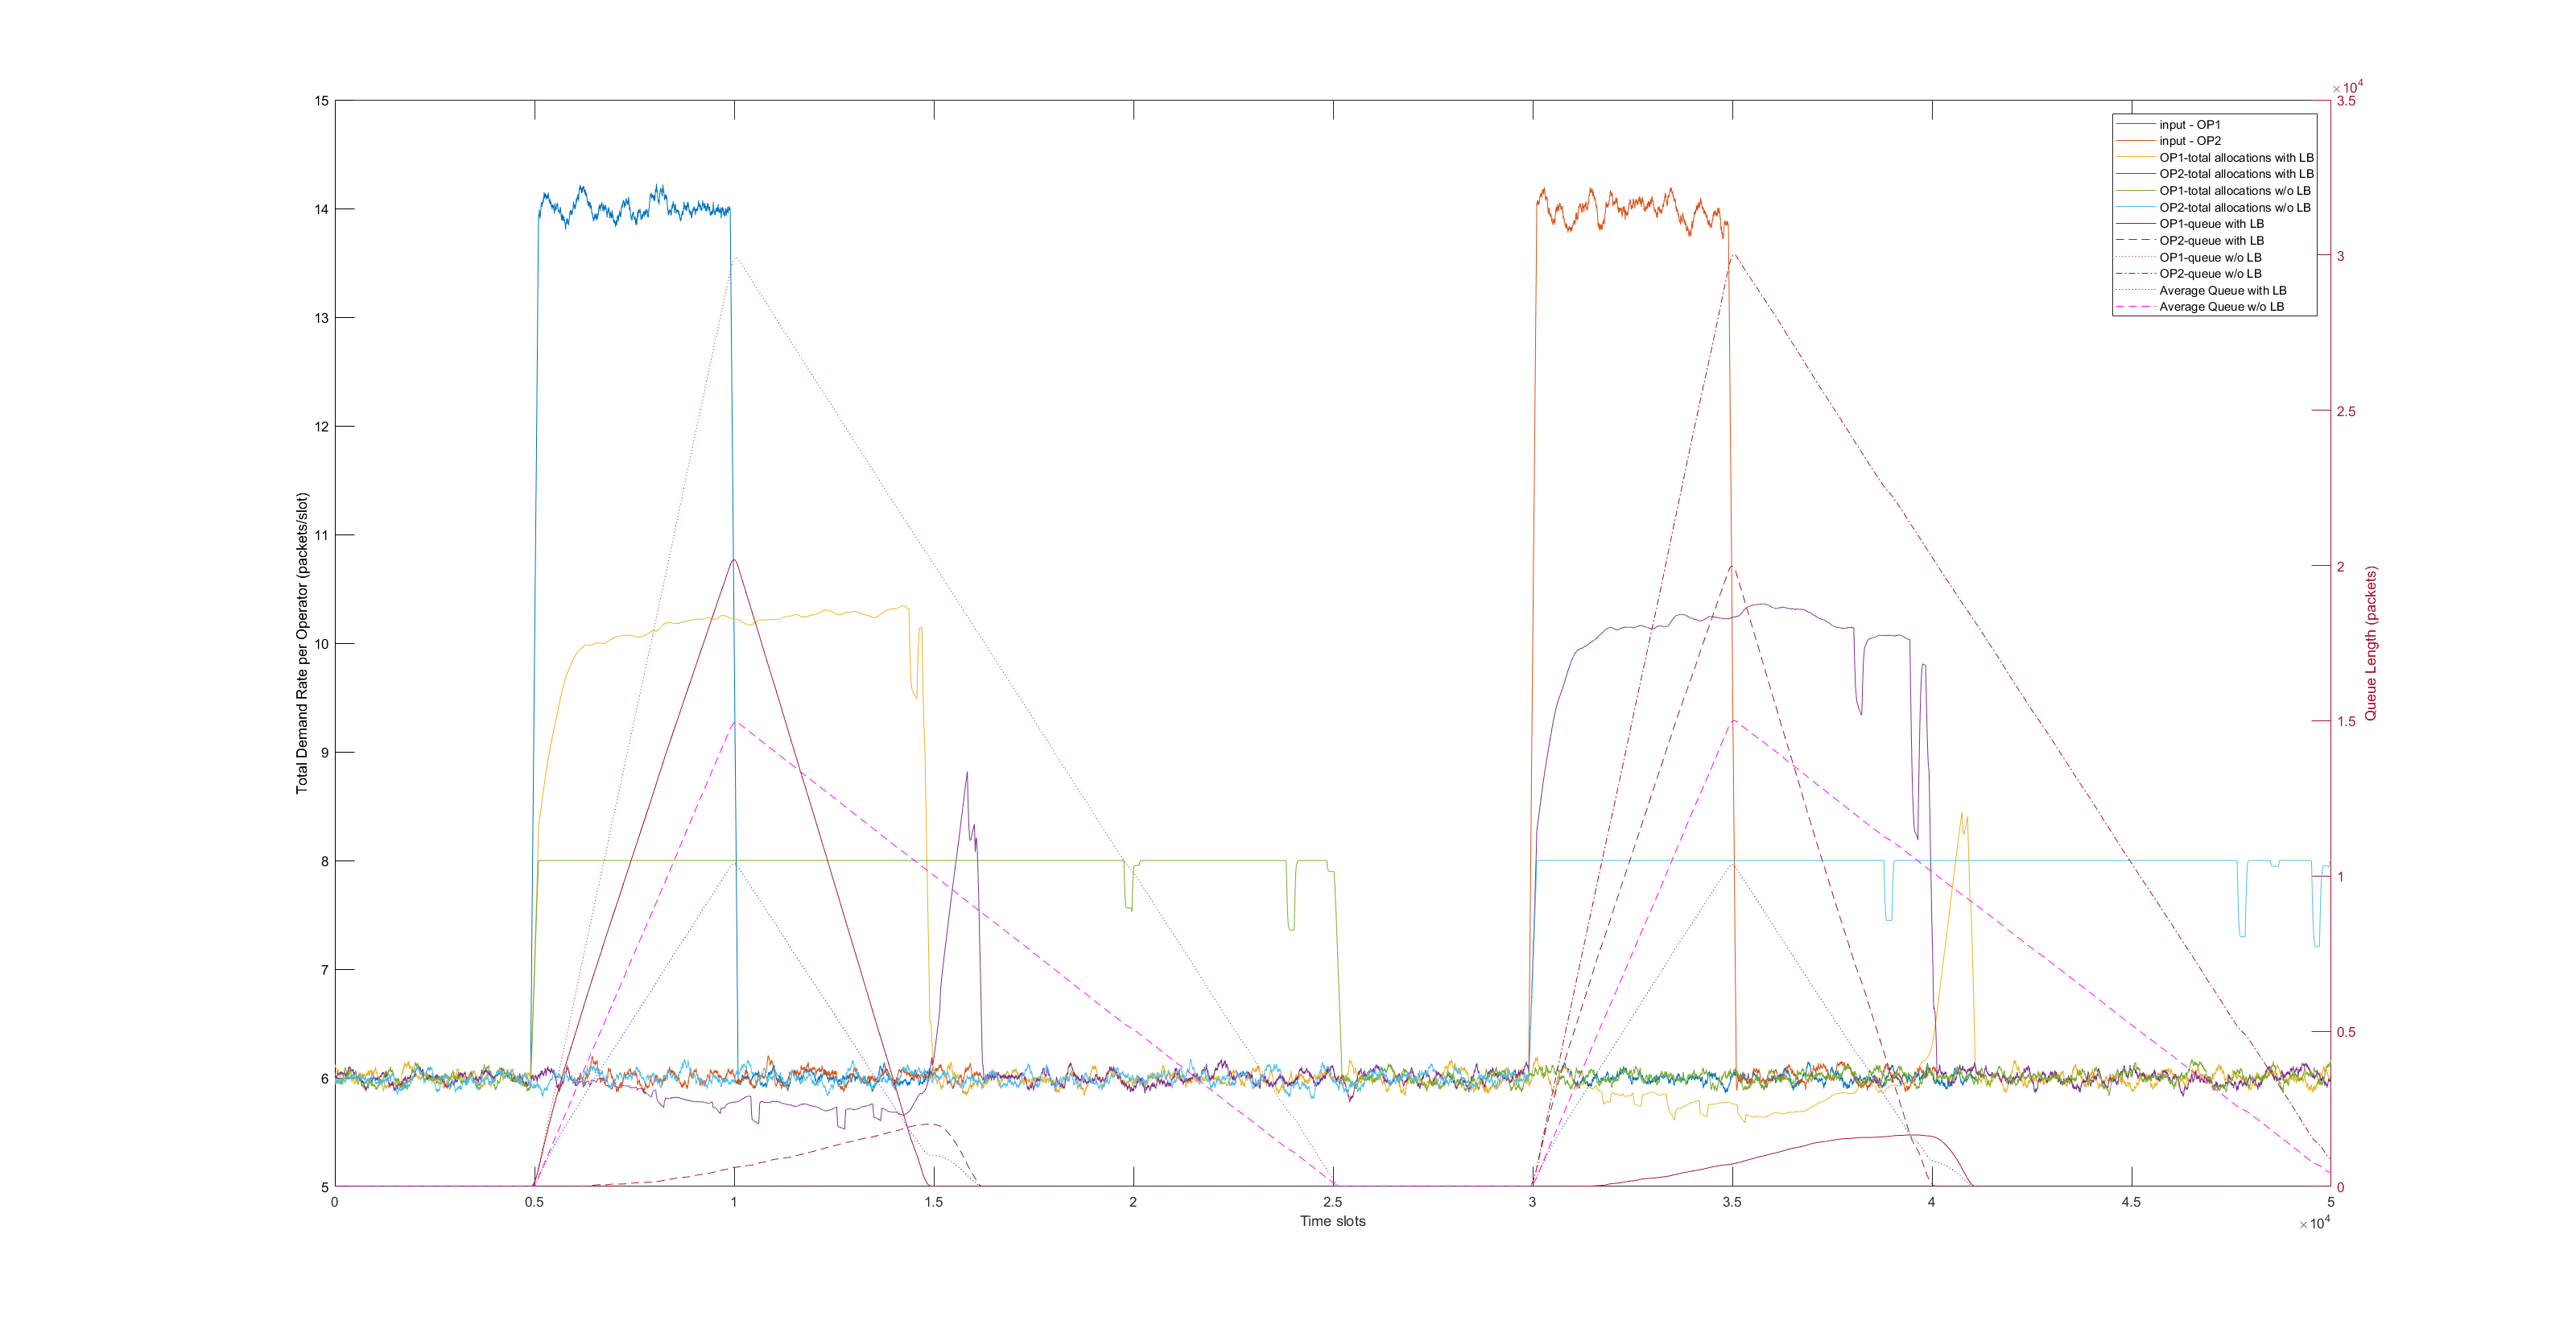 ×10⁴
15
14
13
12
11
10
9
8
7
6
5
Total Demand Rate per Operator (packets/slot)
3.5
3
2.5
2
1.5
1
0.5
0
Queue Length (packets)
input - OP1
input - OP2
OP1-total allocations with LB
OP2-total allocations with LB
OP1-total allocations w/o LB
OP2-total allocations w/o LB
OP1-queue with LB
OP2-queue with LB
OP1-queue w/o LB
OP2-queue w/o LB
Average Queue with LB
Average Queue w/o LB
0 0.5 1 1.5 2 2.5 3 3.5 4 4.5 5
Time slots
×10⁴